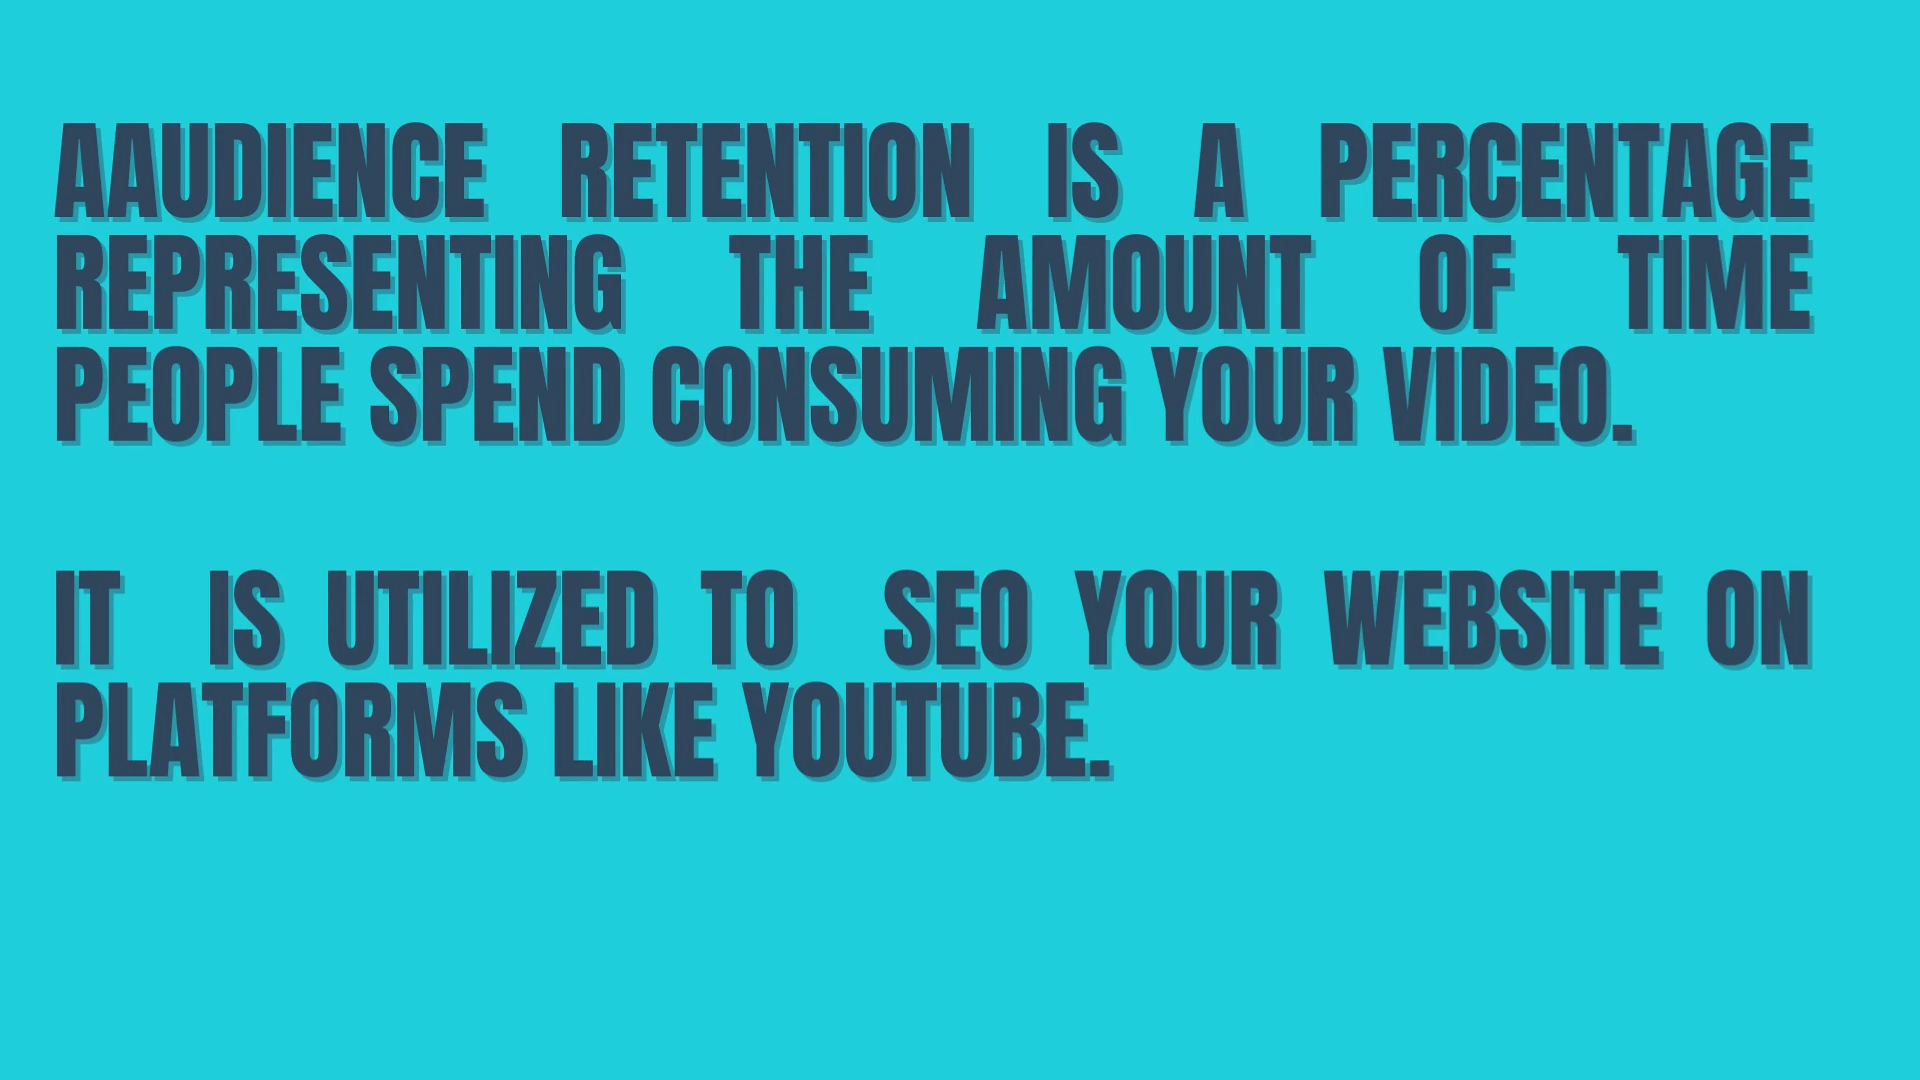 AAUDIENCE RETENTION IS A PERCENTAGE
REPRESENTING THE AMOUNT OF TIME
PEOPLE SPEND CONSUMING YOUR VIDEO.
IT IS UTILIZED TO SEO YOUR WEBSITE ON
PLATFORMS LIKE YOUTUBE.